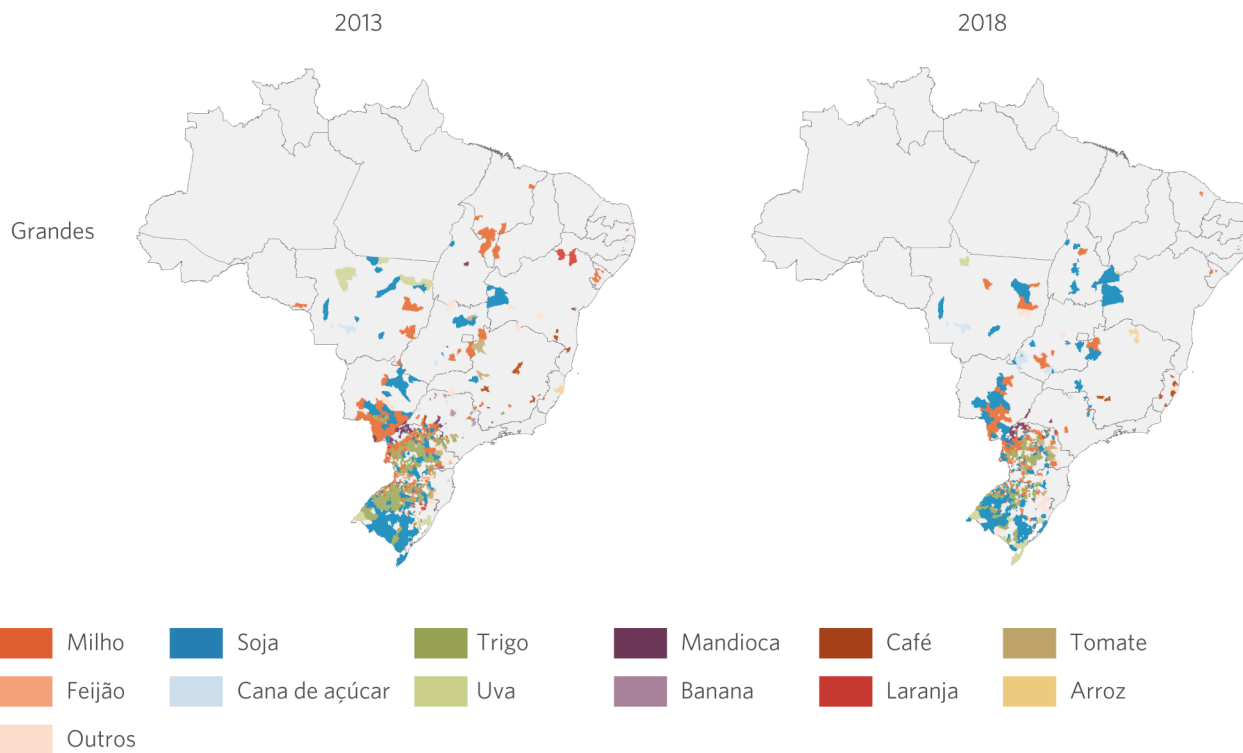 2013 2018
Grandes
Milho Soja Trigo Mandioca Café Tomate
Feijão Cana de açúcar Uva Banana Laranja Arroz
Outros